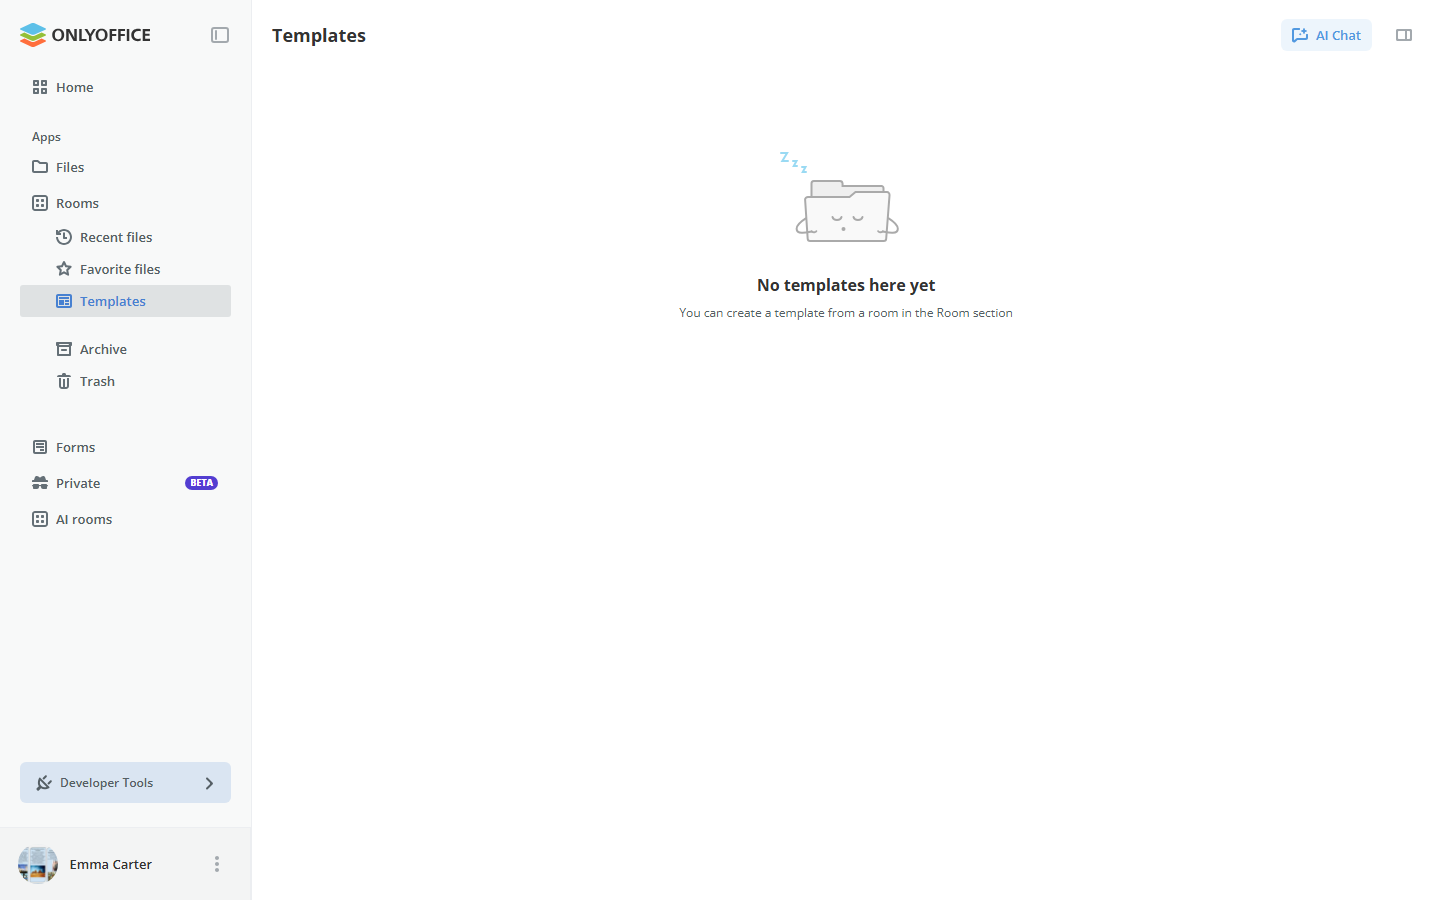 ONLYOFFICE
Home
Apps
Files
Rooms
Recent files
Favorite files
Templates
Archive
Trash
Forms
Private BETA
AI rooms
Developer Tools
Emma Carter
Templates
AI Chat
Z z z
No templates here yet
You can create a template from a room in the Room section